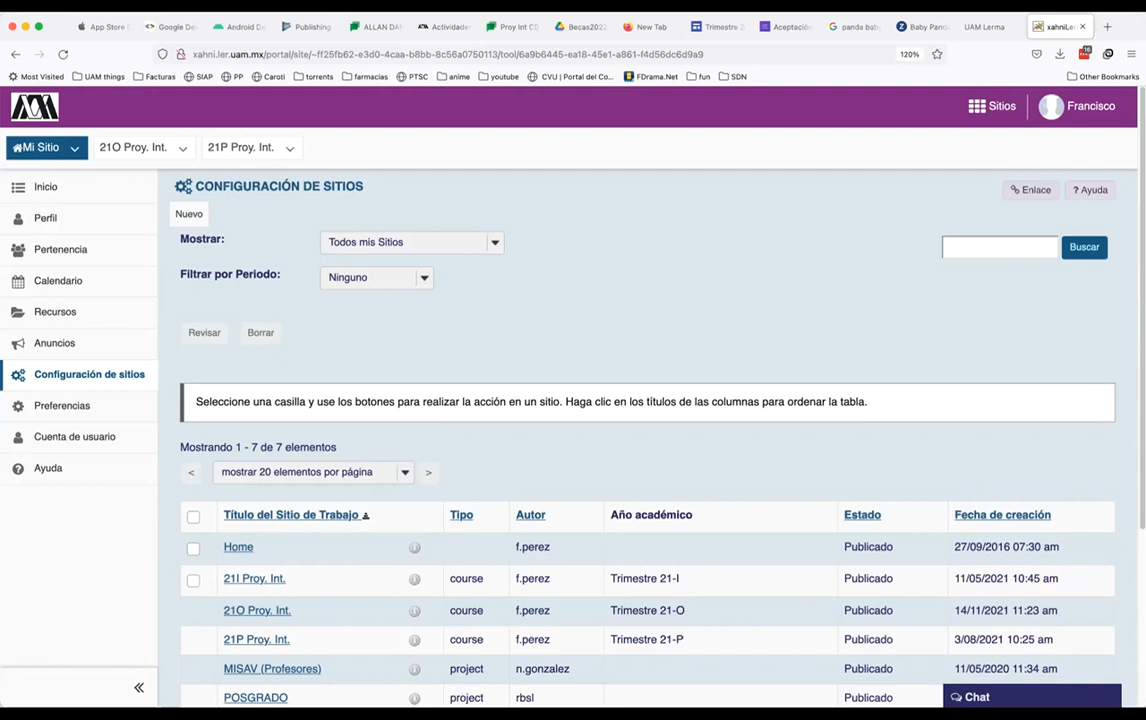 App Store
Google De
Android De
Publishing
ALLAN DA
Actividade
Proy Int C
Becas2022
New Tab
Trimestre
Aceptació
panda bab
Baby Pand
UAM Lerma
xahni.ler
xahni.ler.uam.mx/portal/site/~ff25fb62-e3d0-4caa-b8bb-8c56a0750113/tool/6a9b6445-ea18-45e1-a861-f4d56dc6d9a9
120%
Most Visited UAM things Facturas SIAP PP Caroti torrents farmacias PTSC anime youtube CVU | Portal del Co... FDrama.Net fun SDN Other Bookmarks
Sitios Francisco
Mi Sitio 21O Proy. Int. 21P Proy. Int.
Inicio
Perfil
Pertenencia
Calendario
Recursos
Anuncios
Configuración de sitios
Preferencias
Cuenta de usuario
Ayuda
CONFIGURACIÓN DE SITIOS
Enlace ? Ayuda
Nuevo
Mostrar: Todos mis Sitios
Buscar
Filtrar por Periodo: Ninguno
Revisar Borrar
Seleccione una casilla y use los botones para realizar la acción en un sitio. Haga clic en los títulos de las columnas para ordenar la tabla.
Mostrando 1 - 7 de 7 elementos
< mostrar 20 elementos por página >
Título del Sitio de Trabajo Tipo Autor Año académico Estado Fecha de creación
Home f.perez Publicado 27/09/2016 07:30 am
21I Proy. Int. course f.perez Trimestre 21-I Publicado 11/05/2021 10:45 am
21O Proy. Int. course f.perez Trimestre 21-O Publicado 14/11/2021 11:23 am
21P Proy. Int. course f.perez Trimestre 21-P Publicado 3/08/2021 10:25 am
MISAV (Profesores) project n.gonzalez Publicado 11/05/2020 11:34 am
POSGRADO project rbsl Publicado
Chat